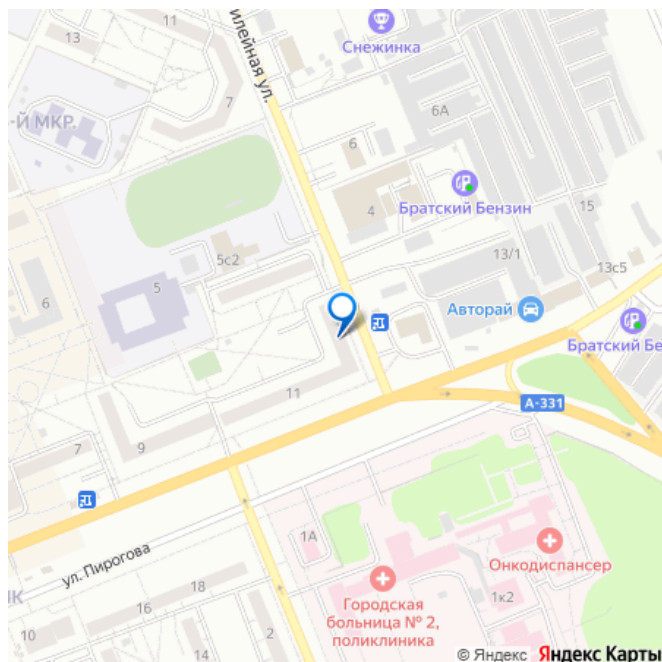 13
11
илейная ул.
Снежинка
7
6А
-Й МКР.
6
Братский Бензин
4
15
5с2
13/1
13с5
6
5
Авторай
Братский Бе
11
А-331
9
7
1А
ул. Пирогова
Онкодиспансер
18
НК
16
Городская
больница № 2,
поликлиника
1к2
10
2
© Яндекс Яндекс Карты